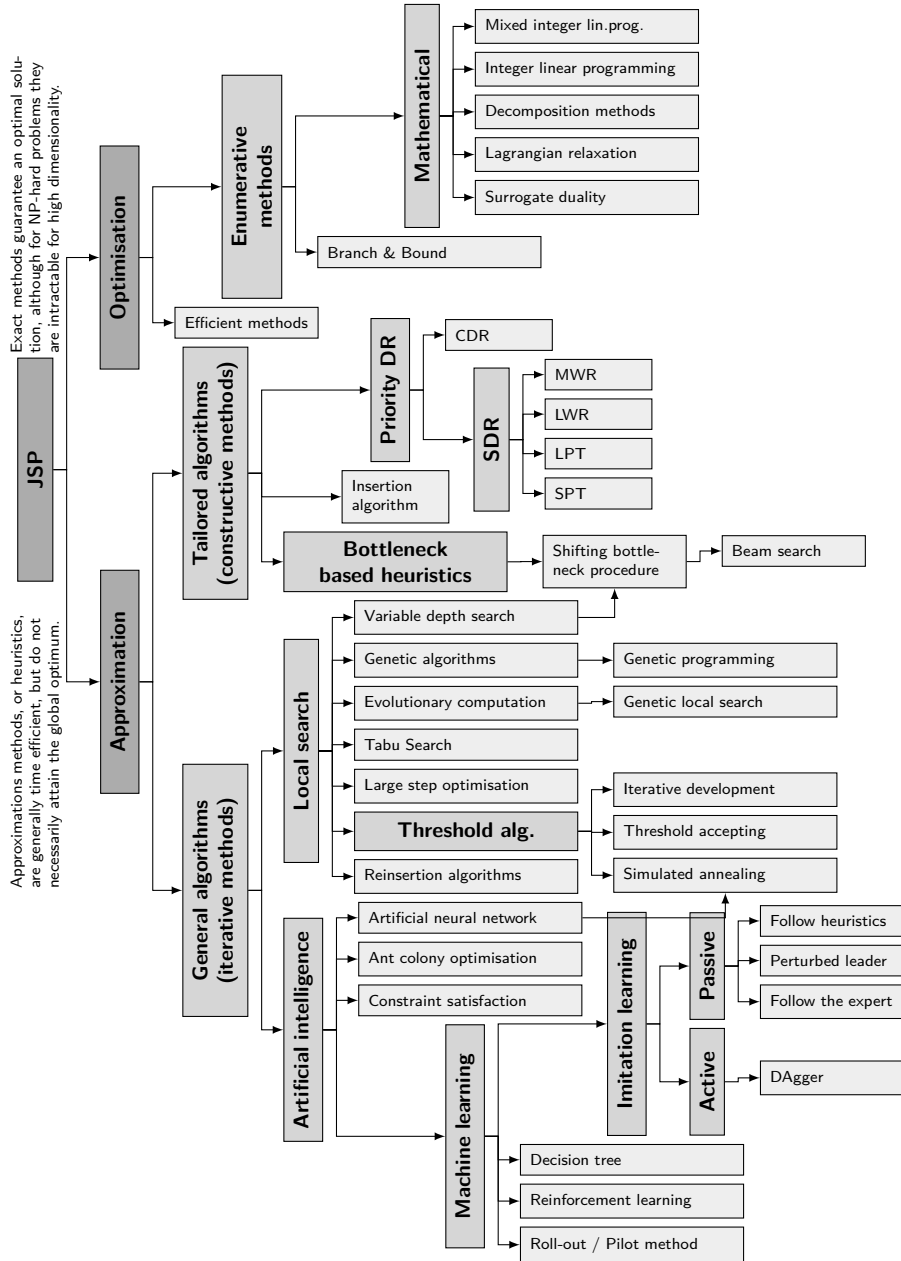 Exact methods guarantee an optimal solu-
tion, although for NP-hard problems they
are intractable for high dimensionality.
JSP
Approximations methods, or heuristics,
are generally time efficient, but do not
necessarily attain the global optimum.
Optimisation
Enumerative
methods
Mathematical
Mixed integer lin.prog.
Integer linear programming
Decomposition methods
Lagrangian relaxation
Surrogate duality
Branch & Bound
Efficient methods
Approximation
Tailored algorithms
(constructive methods)
Priority DR
CDR
SDR
MWR
LWR
LPT
SPT
Insertion
algorithm
Bottleneck
based heuristics
Shifting bottle-
neck procedure
Beam search
General algorithms
(iterative methods)
Local search
Variable depth search
Genetic algorithms
Genetic programming
Evolutionary computation
Genetic local search
Tabu Search
Large step optimisation
Threshold alg.
Iterative development
Threshold accepting
Simulated annealing
Reinsertion algorithms
Artificial intelligence
Artificial neural network
Ant colony optimisation
Constraint satisfaction
Machine learning
Imitation learning
Passive
Follow heuristics
Perturbed leader
Follow the expert
Active
DAgger
Decision tree
Reinforcement learning
Roll-out / Pilot method